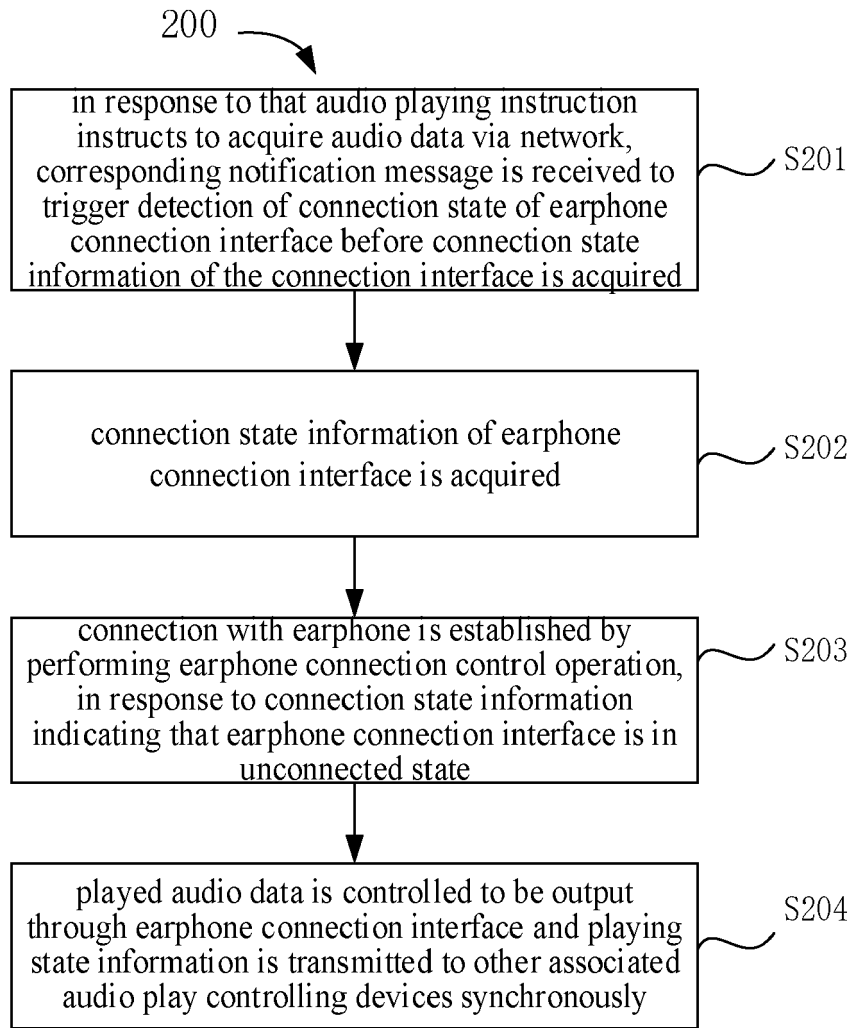 200
in response to that audio playing instruction
instructs to acquire audio data via network,
corresponding notification message is received to
trigger detection of connection state of earphone
connection interface before connection state
information of the connection interface is acquired
S201
connection state information of earphone
connection interface is acquired
S202
connection with earphone is established by
performing earphone connection control operation,
in response to connection state information
indicating that earphone connection interface is in
unconnected state
S203
played audio data is controlled to be output
through earphone connection interface and playing
state information is transmitted to other associated
audio play controlling devices synchronously
S204